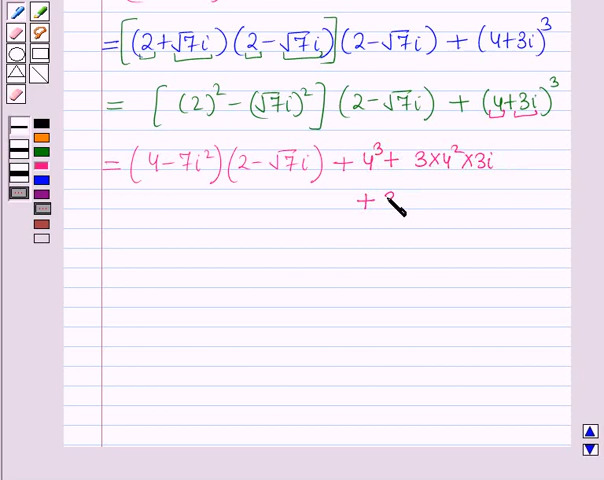 = [(2+√7i)(2-√7i)](2-√7i) + (4+3i)³
= [(2)² - (√7i)²](2-√7i) + (4+3i)³
= (4-7i²)(2-√7i) + 4³ + 3×4²×3i
+